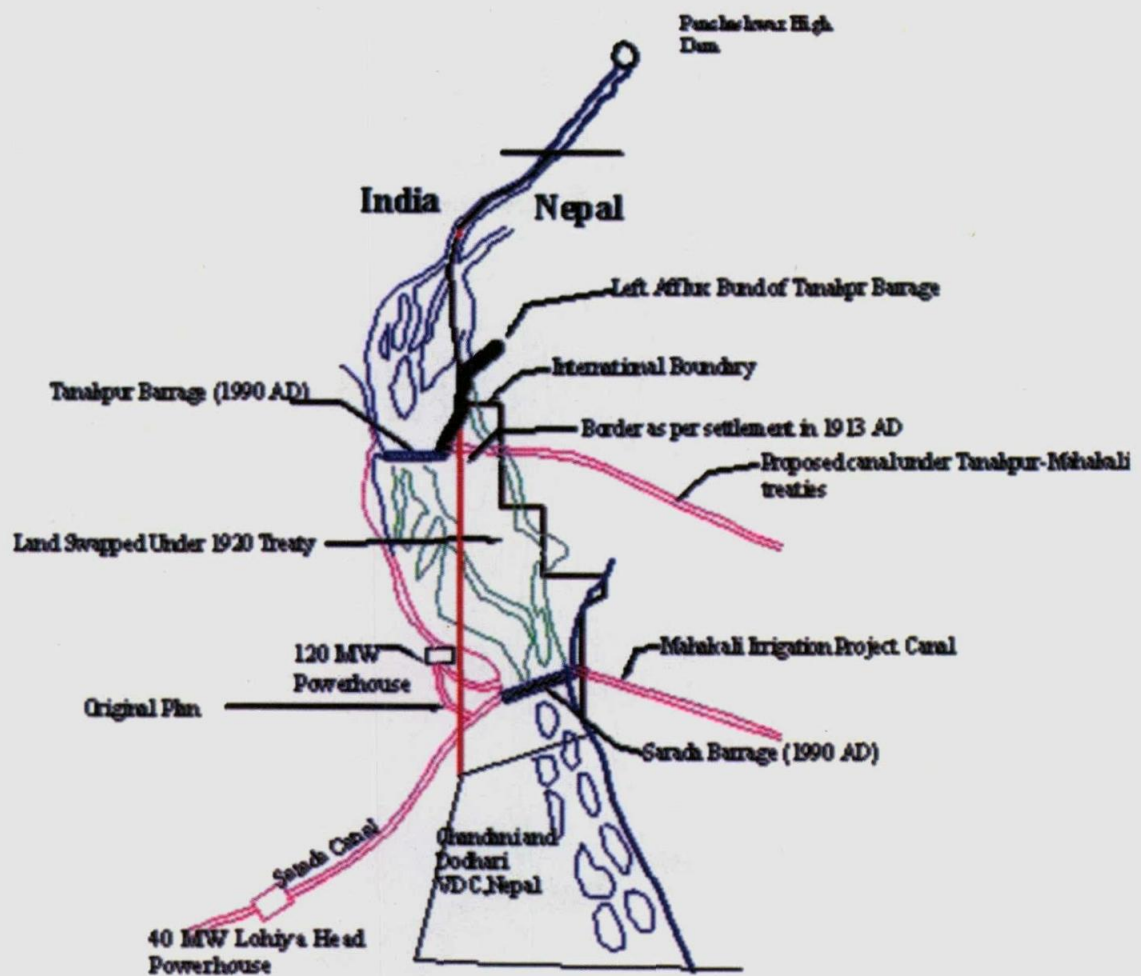 Pancheshwar High
Dam
India
Nepal
Left Afflux Bund of Tanakpr Barrage
International Boundary
Tanakpur Barrage (1990 AD)
Border as per settlement in 1913 AD
Proposed canal under Tanakpur-Mahakali
treaties
Land Swapped Under 1920 Treaty
120 MW
Powerhouse
Mahakali Irrigation Project Canal
Original Plan
Sarada Barrage (1990 AD)
Sarada Canal
Chandani and
Dodhari
VDC, Nepal
40 MW Lohiya Head
Powerhouse